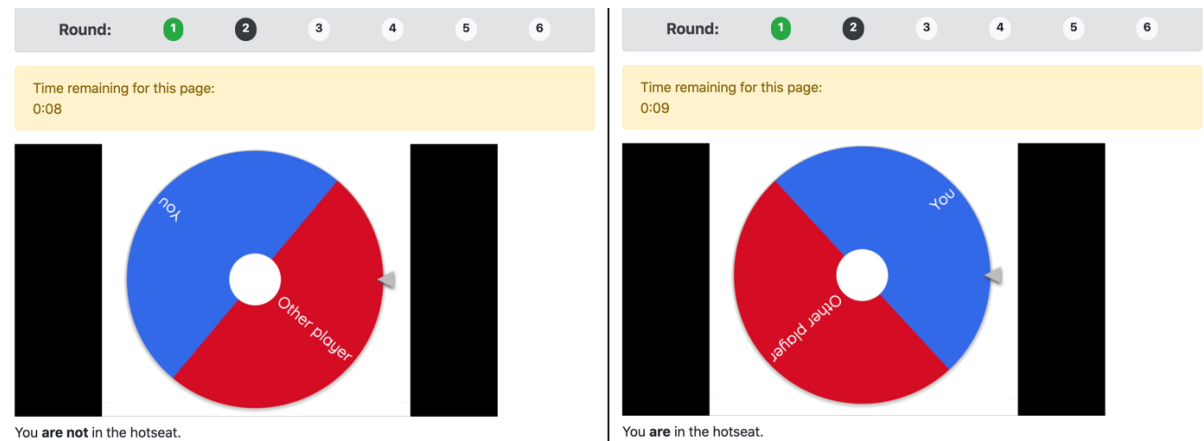 Round: 1 2 3 4 5 6
Time remaining for this page:
0:08
You
Other player
You are not in the hotseat.
Round: 1 2 3 4 5 6
Time remaining for this page:
0:09
You
Other player
You are in the hotseat.